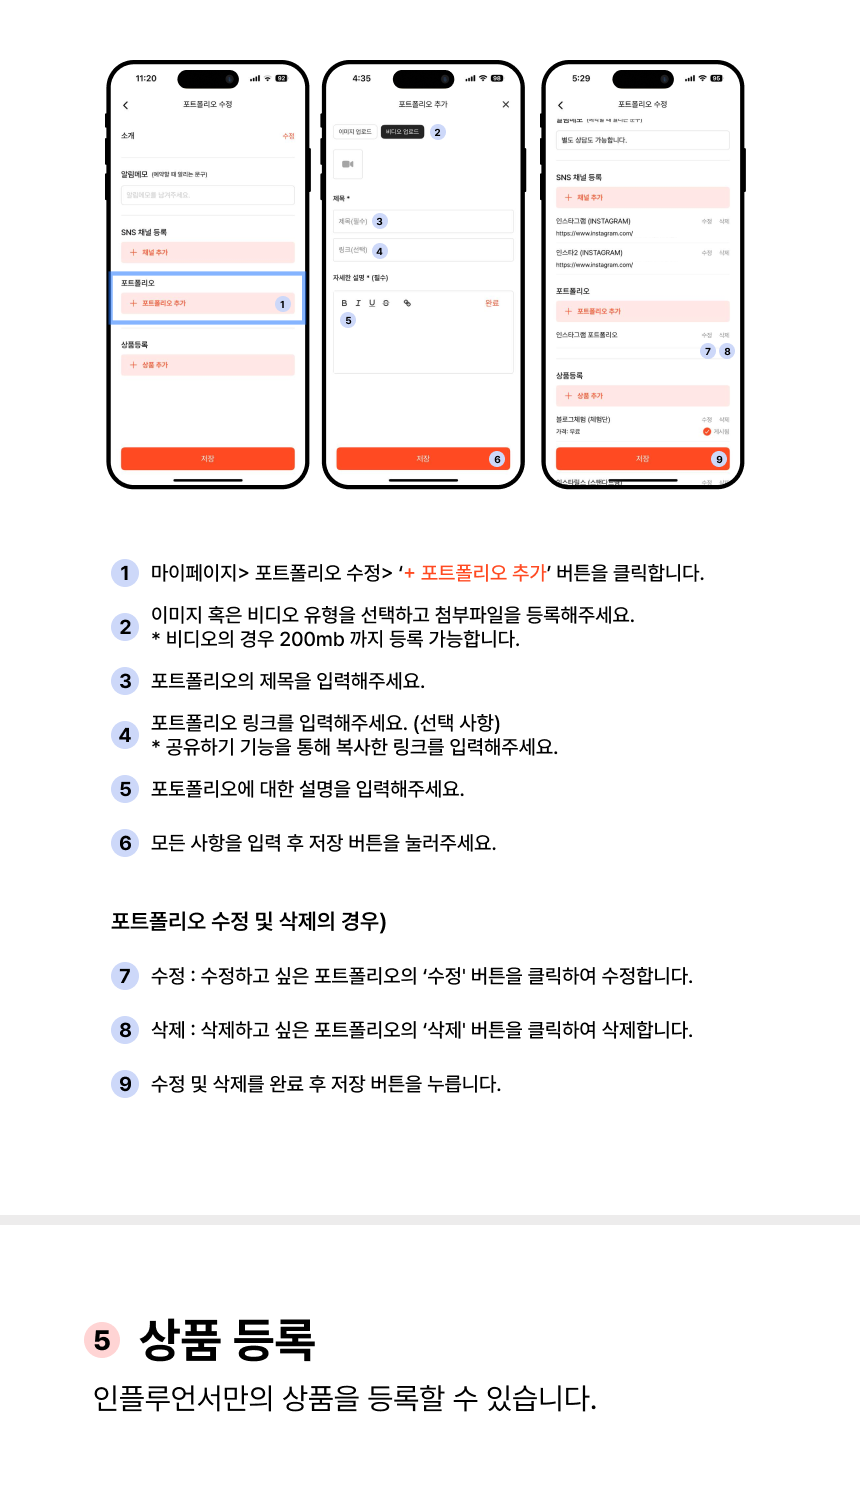 11:20
92
포트폴리오 수정
소개
수정
알림메모 (예약할 때 알리는 문구)
알림메모를 남겨주세요.
SNS 채널 등록
+ 채널 추가
포트폴리오
+ 포트폴리오 추가
1
상품등록
+ 상품 추가
저장
4:35
98
포트폴리오 추가
이미지 업로드
비디오 업로드
2
제목 *
제목(필수)
3
링크(선택)
4
자세한 설명 * (필수)
B I U S
완료
5
저장
6
5:29
95
포트폴리오 수정
알림메모 (예약할 때 알리는 문구)
별도 상담도 가능합니다.
SNS 채널 등록
+ 채널 추가
인스타그램 (INSTAGRAM)
수정 삭제
https://www.instagram.com/
인스타2 (INSTAGRAM)
수정 삭제
https://www.instagram.com/
포트폴리오
+ 포트폴리오 추가
인스타그램 포트폴리오
수정 삭제
7 8
상품등록
+ 상품 추가
블로그체험 (체험단)
수정 삭제
가격: 무료
게시됨
저장
9
수정 삭제
1 마이페이지> 포트폴리오 수정> ‘+ 포트폴리오 추가’ 버튼을 클릭합니다.
2 이미지 혹은 비디오 유형을 선택하고 첨부파일을 등록해주세요.
* 비디오의 경우 200mb 까지 등록 가능합니다.
3 포트폴리오의 제목을 입력해주세요.
4 포트폴리오 링크를 입력해주세요. (선택 사항)
* 공유하기 기능을 통해 복사한 링크를 입력해주세요.
5 포토폴리오에 대한 설명을 입력해주세요.
6 모든 사항을 입력 후 저장 버튼을 눌러주세요.
포트폴리오 수정 및 삭제의 경우)
7 수정 : 수정하고 싶은 포트폴리오의 ‘수정' 버튼을 클릭하여 수정합니다.
8 삭제 : 삭제하고 싶은 포트폴리오의 ‘삭제' 버튼을 클릭하여 삭제합니다.
9 수정 및 삭제를 완료 후 저장 버튼을 누릅니다.
5 상품 등록
인플루언서만의 상품을 등록할 수 있습니다.